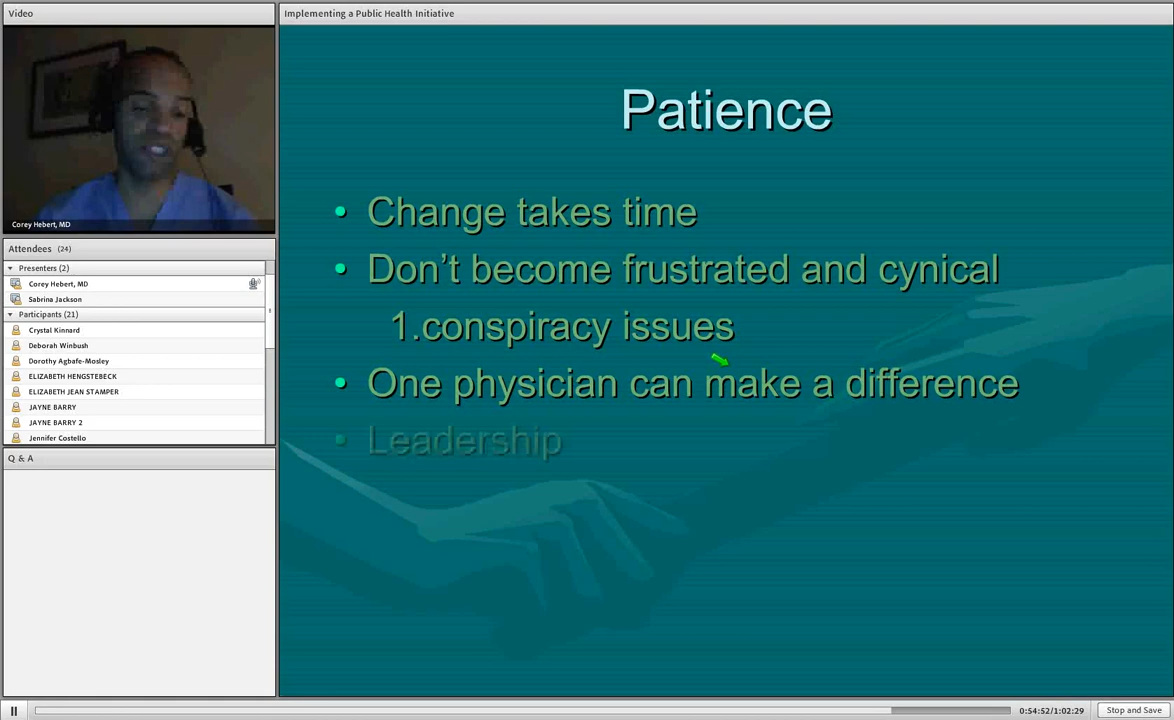 Video
Corey Hebert, MD
Attendees (24)
Presenters (2)
Corey Hebert, MD
Sabrina Jackson
Participants (21)
Crystal Kinnard
Deborah Winbush
Dorothy Agbafe-Mosley
ELIZABETH HENGSTEBECK
ELIZABETH JEAN STAMPER
JAYNE BARRY
JAYNE BARRY 2
Jennifer Costello
Q & A
Implementing a Public Health Initiative
Patience
• Change takes time
• Don’t become frustrated and cynical
1.conspiracy issues
• One physician can make a difference
• Leadership
0:54:52/1:02:29
Stop and Save